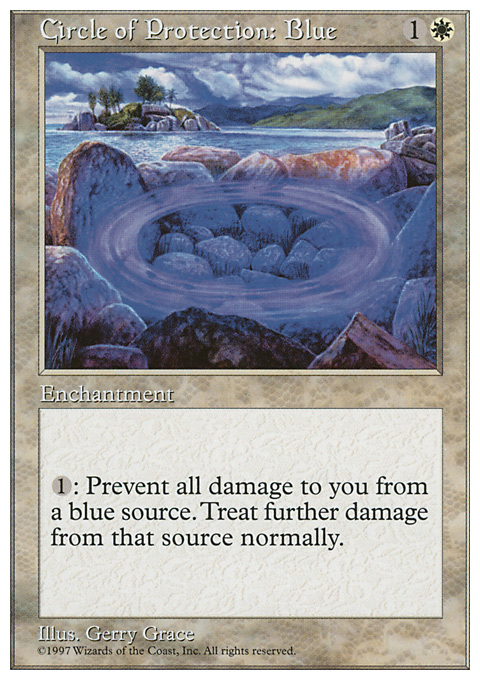 Circle of Protection: Blue 1
Enchantment
1: Prevent all damage to you from
a blue source. Treat further damage
from that source normally.
Illus. Gerry Grace
©1997 Wizards of the Coast, Inc. All rights reserved.